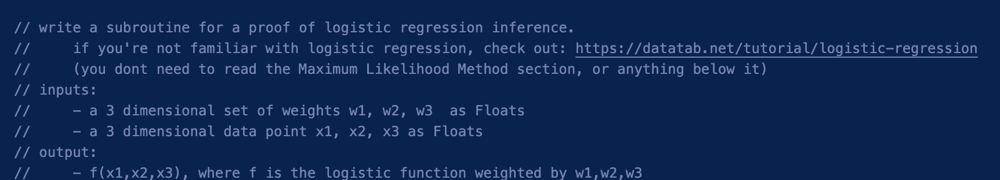 // write a subroutine for a proof of logistic regression inference.
//     if you're not familiar with logistic regression, check out: https://datatab.net/tutorial/logistic-regression
//     (you dont need to read the Maximum Likelihood Method section, or anything below it)
// inputs:
//     - a 3 dimensional set of weights w1, w2, w3  as Floats
//     - a 3 dimensional data point x1, x2, x3 as Floats
// output:
//     - f(x1,x2,x3), where f is the logistic function weighted by w1,w2,w3